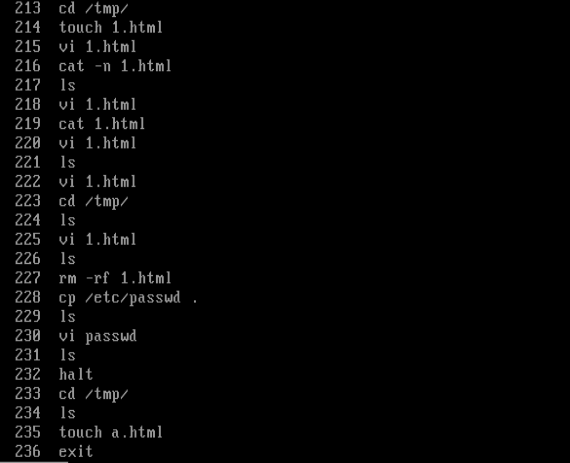 213  cd /tmp/
214  touch 1.html
215  vi 1.html
216  cat -n 1.html
217  ls
218  vi 1.html
219  cat 1.html
220  vi 1.html
221  ls
222  vi 1.html
223  cd /tmp/
224  ls
225  vi 1.html
226  ls
227  rm -rf 1.html
228  cp /etc/passwd .
229  ls
230  vi passwd
231  ls
232  halt
233  cd /tmp/
234  ls
235  touch a.html
236  exit